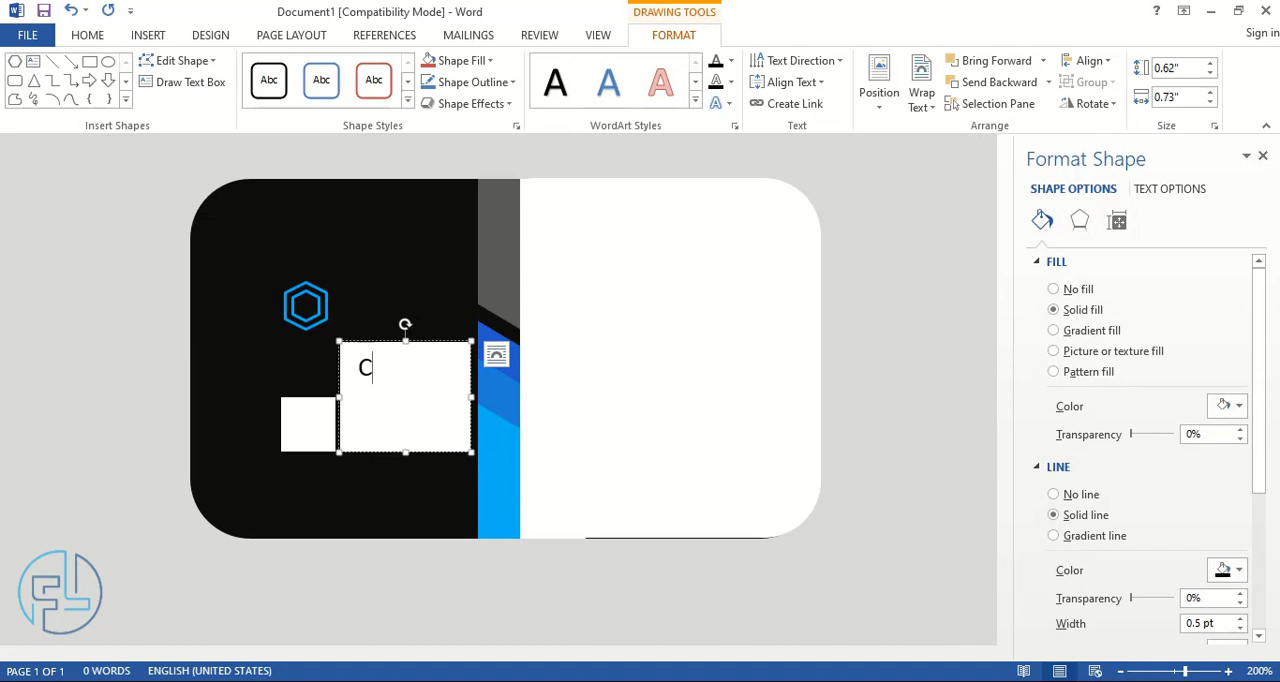 Document1 [Compatibility Mode] - Word
DRAWING TOOLS
?
Sign in
FILE HOME INSERT DESIGN PAGE LAYOUT REFERENCES MAILINGS REVIEW VIEW FORMAT
Edit Shape
Draw Text Box
Insert Shapes
Abc Abc Abc
Shape Fill
Shape Outline
Shape Effects
Shape Styles
A A A
A
A
A
WordArt Styles
Text Direction
Align Text
Create Link
Text
Position
Wrap
Text
Bring Forward
Send Backward
Selection Pane
Align
Group
Rotate
Arrange
0.62"
0.73"
Size
C
Format Shape
SHAPE OPTIONS TEXT OPTIONS
FILL
No fill
Solid fill
Gradient fill
Picture or texture fill
Pattern fill
Color
Transparency 0%
LINE
No line
Solid line
Gradient line
Color
Transparency 0%
Width 0.5 pt
PAGE 1 OF 1 0 WORDS ENGLISH (UNITED STATES)
200%